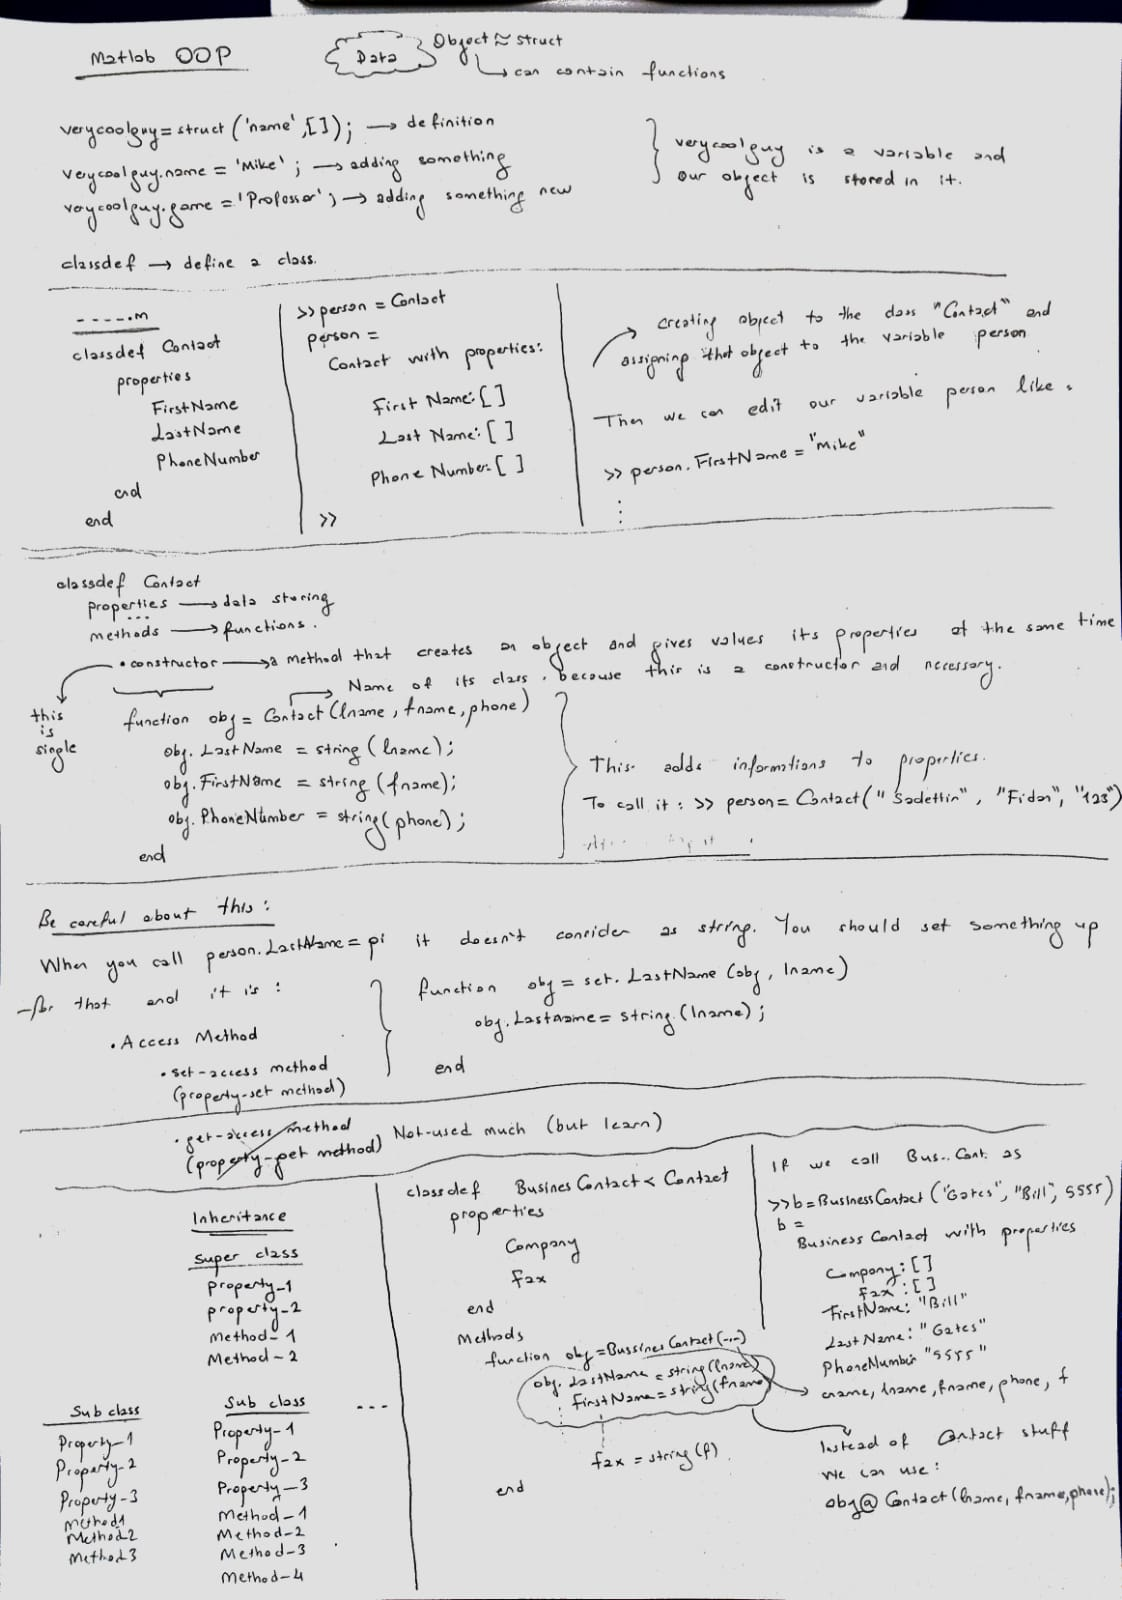 Matlab OOP
Data
Object ≈ struct
↳ can contain functions
verycoolguy = struct('name',[]); → definition
verycoolguy.name = 'Mike'; → adding something
verycoolguy.game = 'Professor'; → adding something new
verycoolguy is a variable and
our object is stored in it.
classdef → define a class.
-----.m
classdef Contact
properties
FirstName
LastName
PhoneNumber
end
end
>> person = Contact
person =
Contact with properties:
First Name: []
Last Name: []
Phone Number: []
>>
creating object to the class "Contact" and
assigning that object to the variable person
Then we can edit our variable person like:
>> person.FirstName = "Mike"
classdef Contact
properties → data storing
...
methods → functions.
• constructor → a method that creates an object and gives values its properties at the same time
Name of its class, because this is a constructor and necessary.
this
is
single
function obj = Contact(lname, fname, phone)
obj.LastName = string(lname);
obj.FirstName = string(fname);
obj.PhoneNumber = string(phone);
end
This adds informations to properties.
To call it: >> person = Contact("Sadettin", "Fidan", "123")
Be careful about this:
When you call person.LastName = pi it doesn't consider as string. You should set something up
for that and it is:
• Access Method
• set-access method
(property-set method)
function obj = set.LastName(obj, lname)
obj.Lastname = string(lname);
end
• get-access method
(property-get method) Not-used much (but learn)
Inheritance
Super class
Property-1
property-2
Method-1
Method-2
Sub class
Property-1
Property-2
Property-3
Method1
Method2
Method3
Sub class
Property-1
Property-2
Property-3
Method-1
Method-2
Method-3
Method-4
---
classdef BusinesContact < Contact
properties
Company
fax
end
Methods
function obj = BussinesContact(---)
obj.LastName = string(lname)
FirstName = string(fname)
fax = string(f).
end
If we call Bus.. Cont. as
>> b = BusinessContact("Gates", "Bill", 5555)
b =
Business Contact with properties
Company: []
fax: []
FirstName: "Bill"
LastName: "Gates"
PhoneNumber "5555"
cname, lname, fname, phone, f
Instead of Contact stuff
we can use:
obj@Contact(lname, fname, phone);